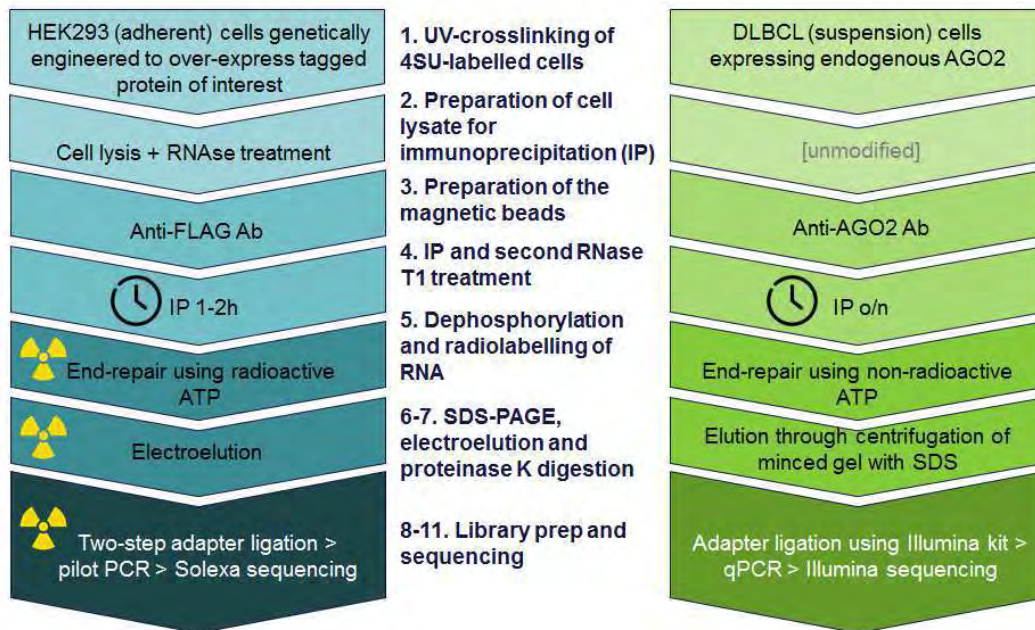 HEK293 (adherent) cells genetically
engineered to over-express tagged
protein of interest
Cell lysis + RNAse treatment
Anti-FLAG Ab
IP 1-2h
End-repair using radioactive
ATP
Electroelution
Two-step adapter ligation >
pilot PCR > Solexa sequencing
1. UV-crosslinking of
4SU-labelled cells
2. Preparation of cell
lysate for
immunoprecipitation (IP)
3. Preparation of the
magnetic beads
4. IP and second RNase
T1 treatment
5. Dephosphorylation
and radiolabelling of
RNA
6-7. SDS-PAGE,
electroelution and
proteinase K digestion
8-11. Library prep and
sequencing
DLBCL (suspension) cells
expressing endogenous AGO2
[unmodified]
Anti-AGO2 Ab
IP o/n
End-repair using non-radioactive
ATP
Elution through centrifugation of
minced gel with SDS
Adapter ligation using Illumina kit >
qPCR > Illumina sequencing